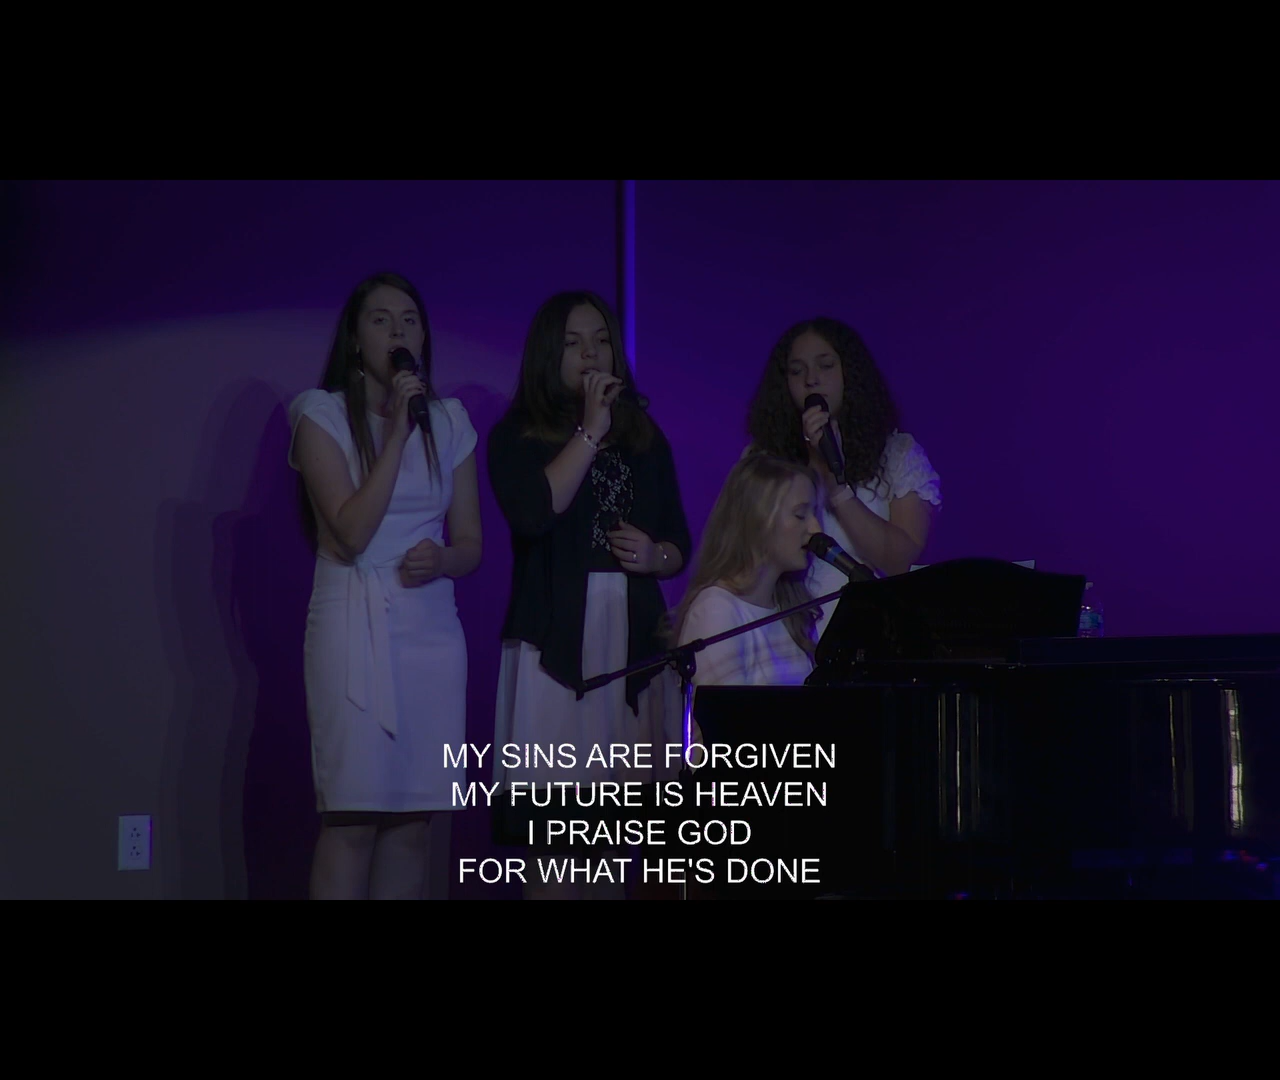 MY SINS ARE FORGIVEN
MY FUTURE IS HEAVEN
I PRAISE GOD
FOR WHAT HE'S DONE